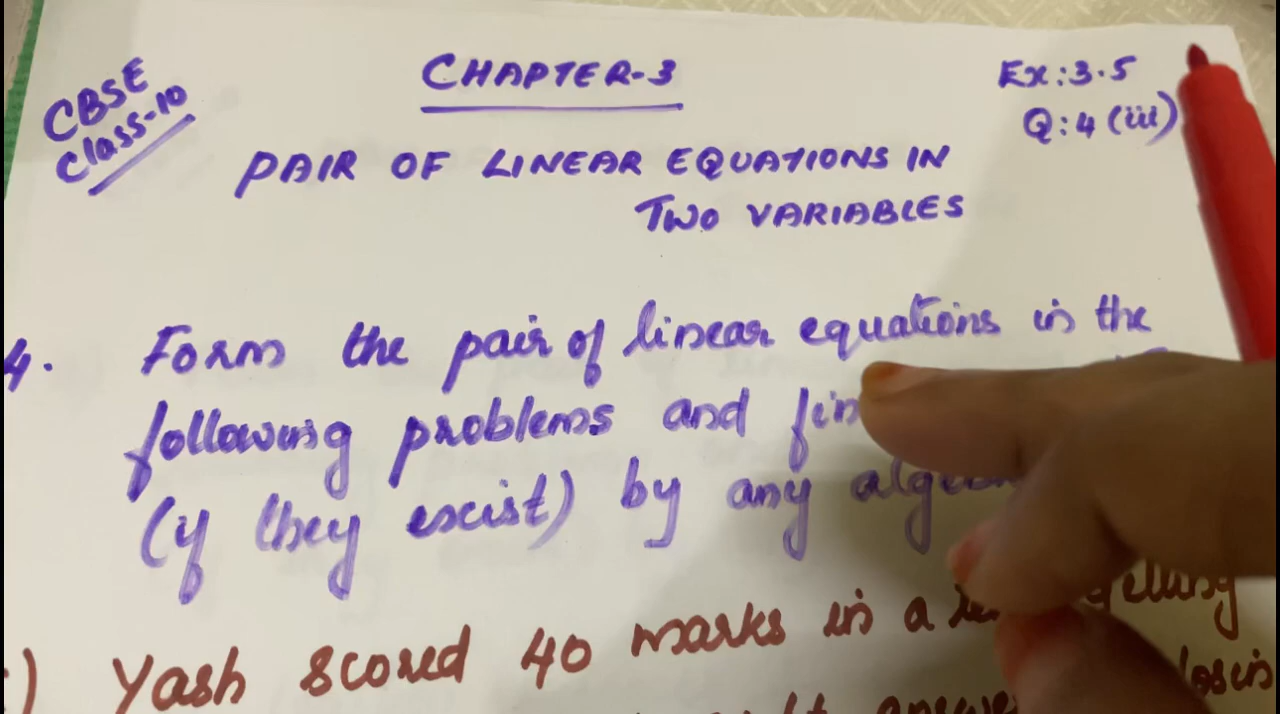 CBSE
Class-10
CHAPTER-3
Ex:3.5
Q:4 (iii)
PAIR OF LINEAR EQUATIONS IN
TWO VARIABLES
4. Form the pair of linear equations in the
following problems and
(if they excist) by any
Yash scored 40 marks in a